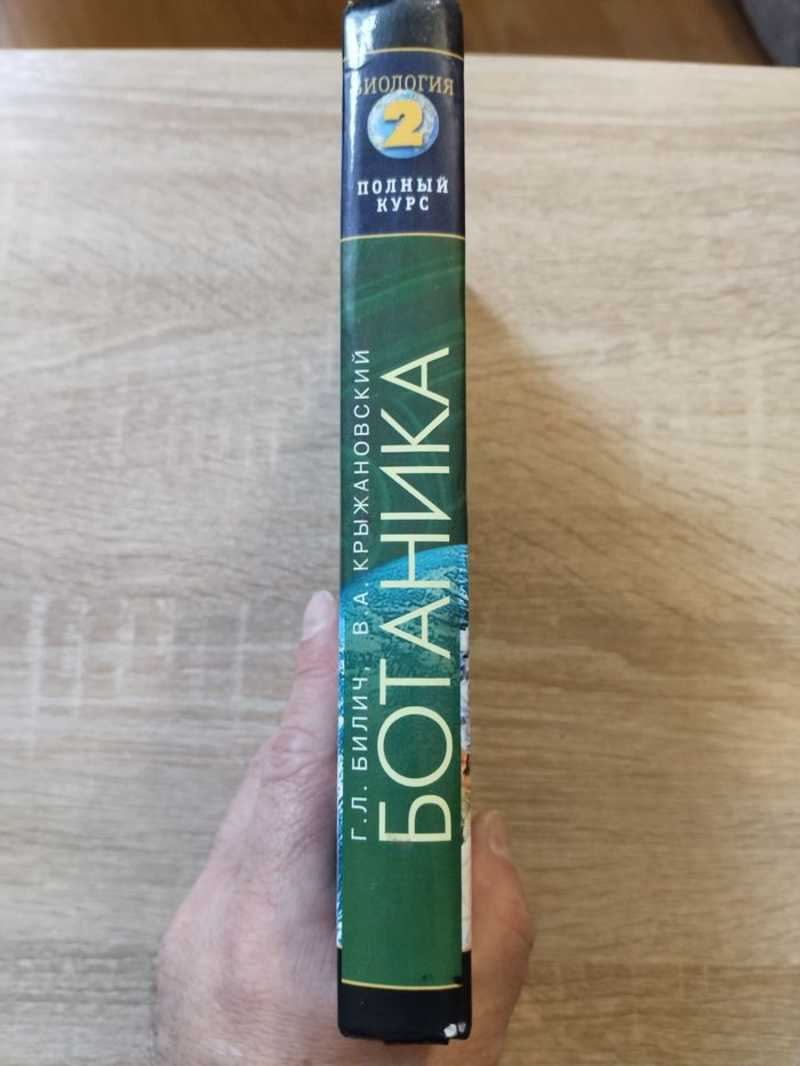 БИОЛОГИЯ
2
ПОЛНЫЙ
КУРС
Г.Л. БИЛИЧ, В.А. КРЫЖАНОВСКИЙ
БОТАНИКА